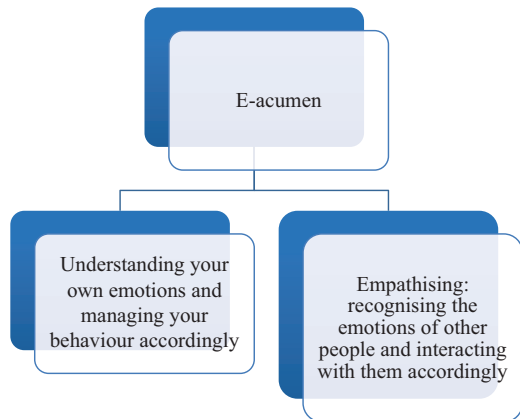 E-acumen
Understanding your
own emotions and
managing your
behaviour accordingly
Empathising:
recognising the
emotions of other
people and interacting
with them accordingly